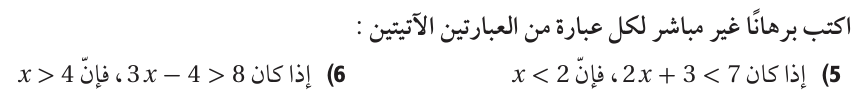 اكتب برهانًا غير مباشر لكل عبارة من العبارتين الآتيتين :
5) إذا كان 2x + 3 < 7 ، فإنّ x < 2
6) إذا كان 3x − 4 > 8 ، فإنّ x > 4